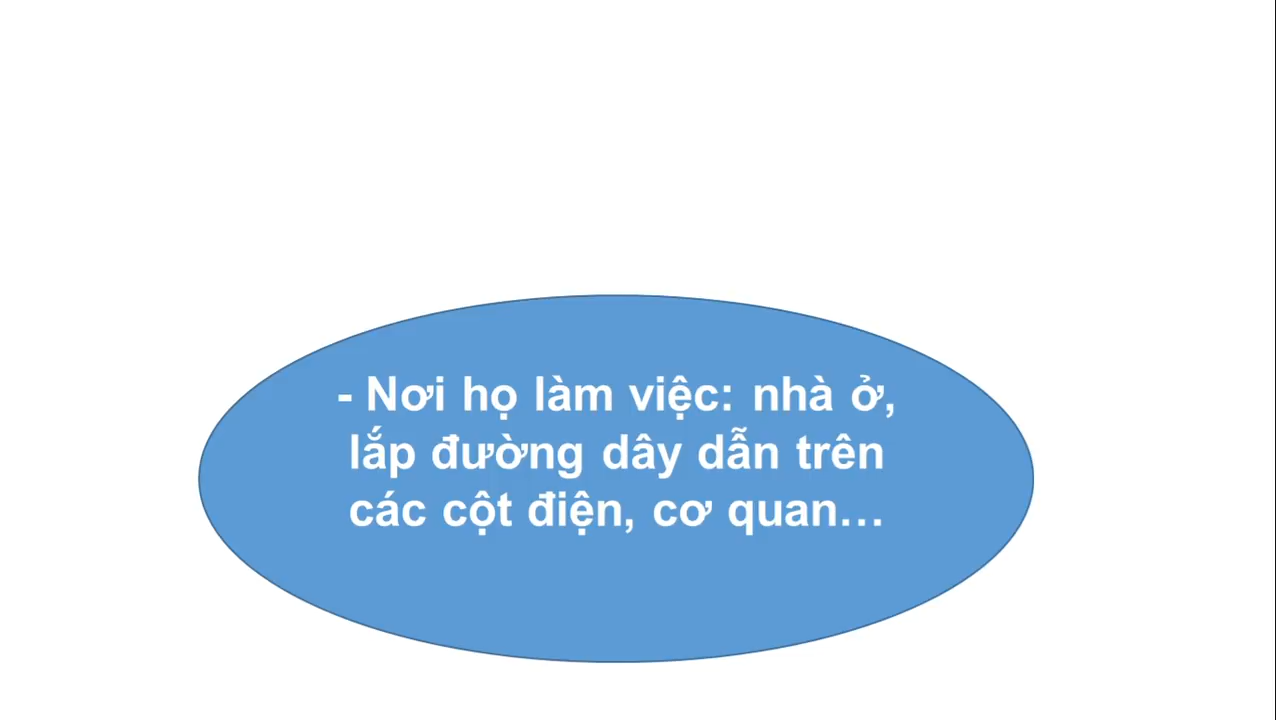 - Nơi họ làm việc: nhà ở,
lắp đường dây dẫn trên
các cột điện, cơ quan…